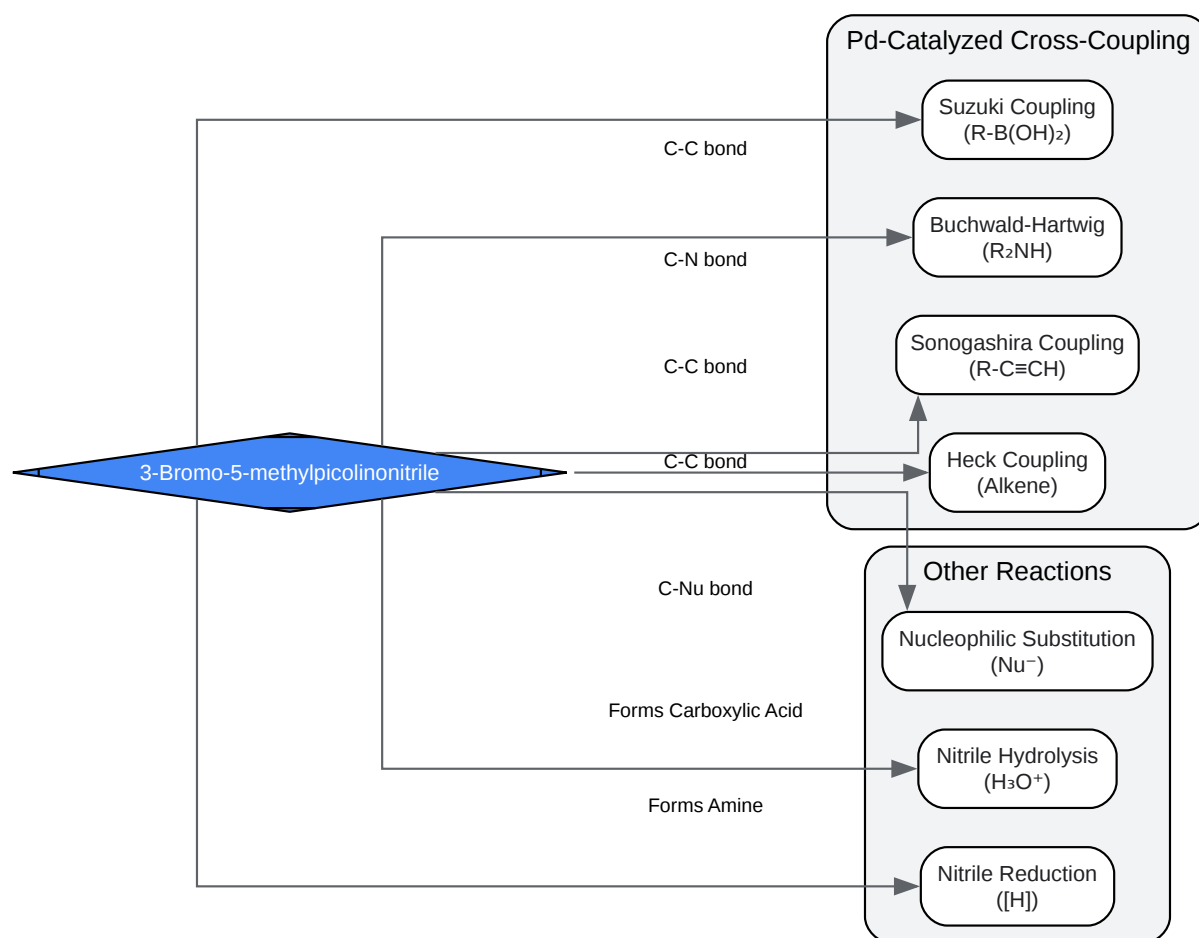 Pd-Catalyzed Cross-Coupling
Suzuki Coupling
(R-B(OH)₂)
C-C bond
Buchwald-Hartwig
(R₂NH)
C-N bond
Sonogashira Coupling
(R-C≡CH)
C-C bond
3-Bromo-5-methylpicolinonitrile
C-C bond
Heck Coupling
(Alkene)
Other Reactions
C-Nu bond
Nucleophilic Substitution
(Nu⁻)
Forms Carboxylic Acid
Nitrile Hydrolysis
(H₃O⁺)
Forms Amine
Nitrile Reduction
([H])